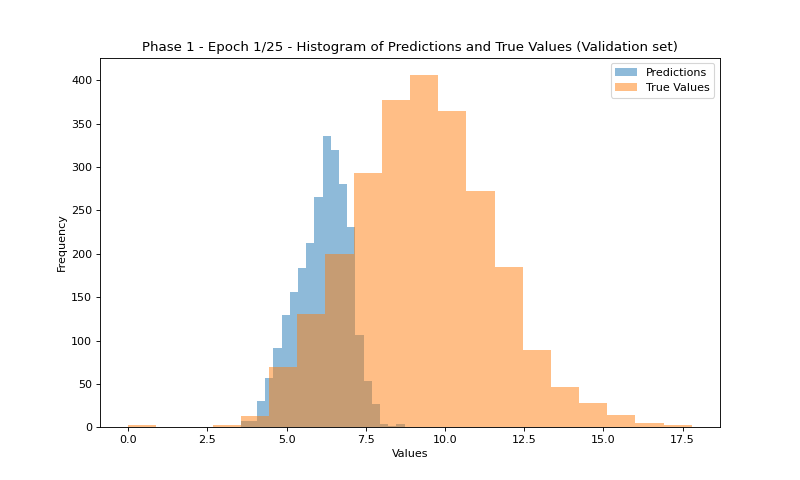 Phase 1 - Epoch 1/25 - Histogram of Predictions and True Values (Validation set)
Predictions
True Values
Frequency
400
350
300
250
200
150
100
50
0
0.0 2.5 5.0 7.5 10.0 12.5 15.0 17.5
Values